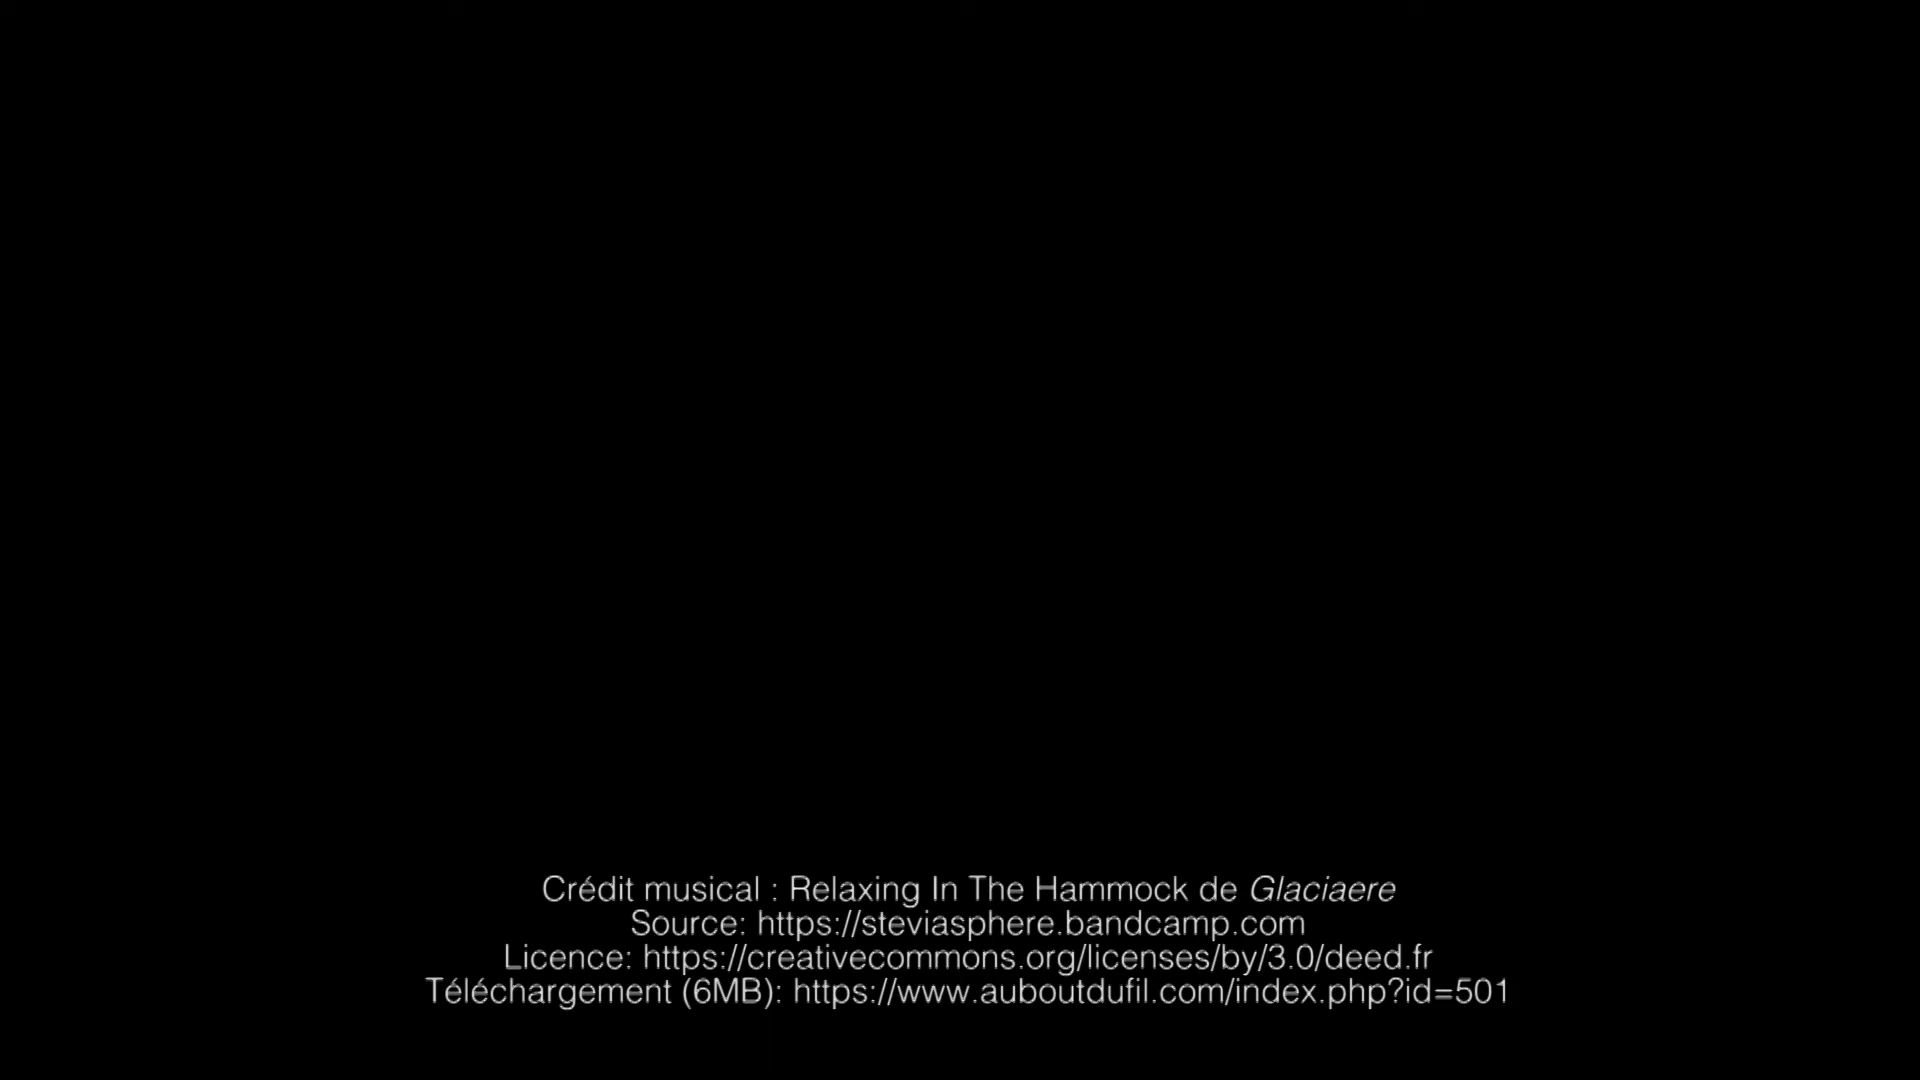 Crédit musical : Relaxing In The Hammock de Glaciaere
Source: https://steviasphere.bandcamp.com
Licence: https://creativecommons.org/licenses/by/3.0/deed.fr
Téléchargement (6MB): https://www.auboutdufil.com/index.php?id=501